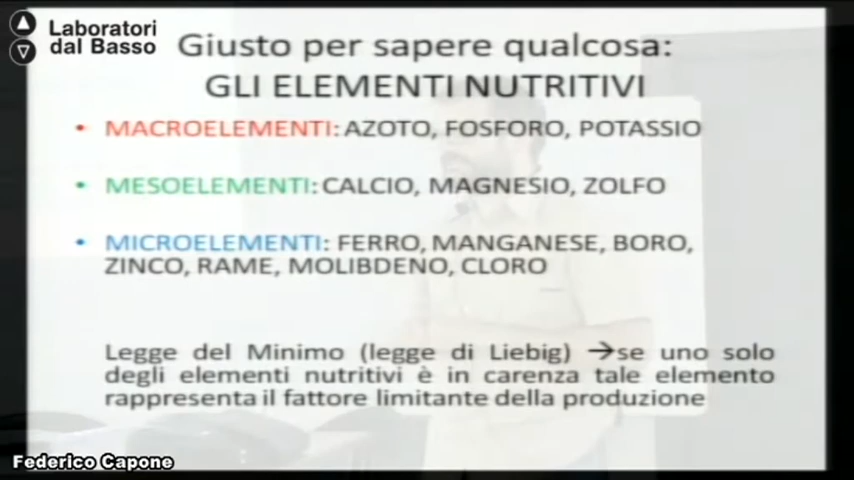 Laboratori
dal Basso
Giusto per sapere qualcosa:
GLI ELEMENTI NUTRITIVI
• MACROELEMENTI: AZOTO, FOSFORO, POTASSIO
• MESOELEMENTI: CALCIO, MAGNESIO, ZOLFO
• MICROELEMENTI: FERRO, MANGANESE, BORO,
ZINCO, RAME, MOLIBDENO, CLORO
Legge del Minimo (legge di Liebig) →se uno solo
degli elementi nutritivi è in carenza tale elemento
rappresenta il fattore limitante della produzione
Federico Capone